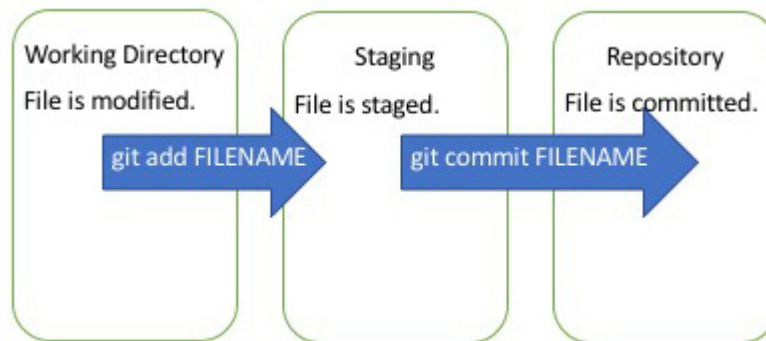 Working Directory
File is modified.
git add FILENAME
Staging
File is staged.
git commit FILENAME
Repository
File is committed.